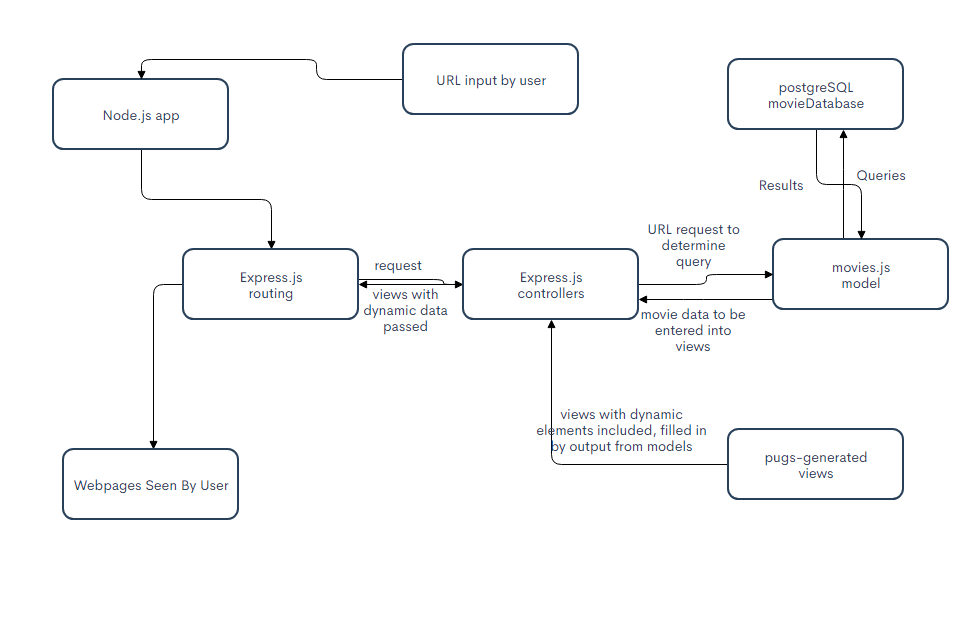 URL input by user
postgreSQL
movieDatabase
Node.js app
Results
Queries
URL request to
determine
query
request
Express.js
routing
Express.js
controllers
movies.js
model
views with
dynamic data
passed
movie data to be
entered into
views
views with dynamic
elements included, filled in
by output from models
pugs-generated
views
Webpages Seen By User